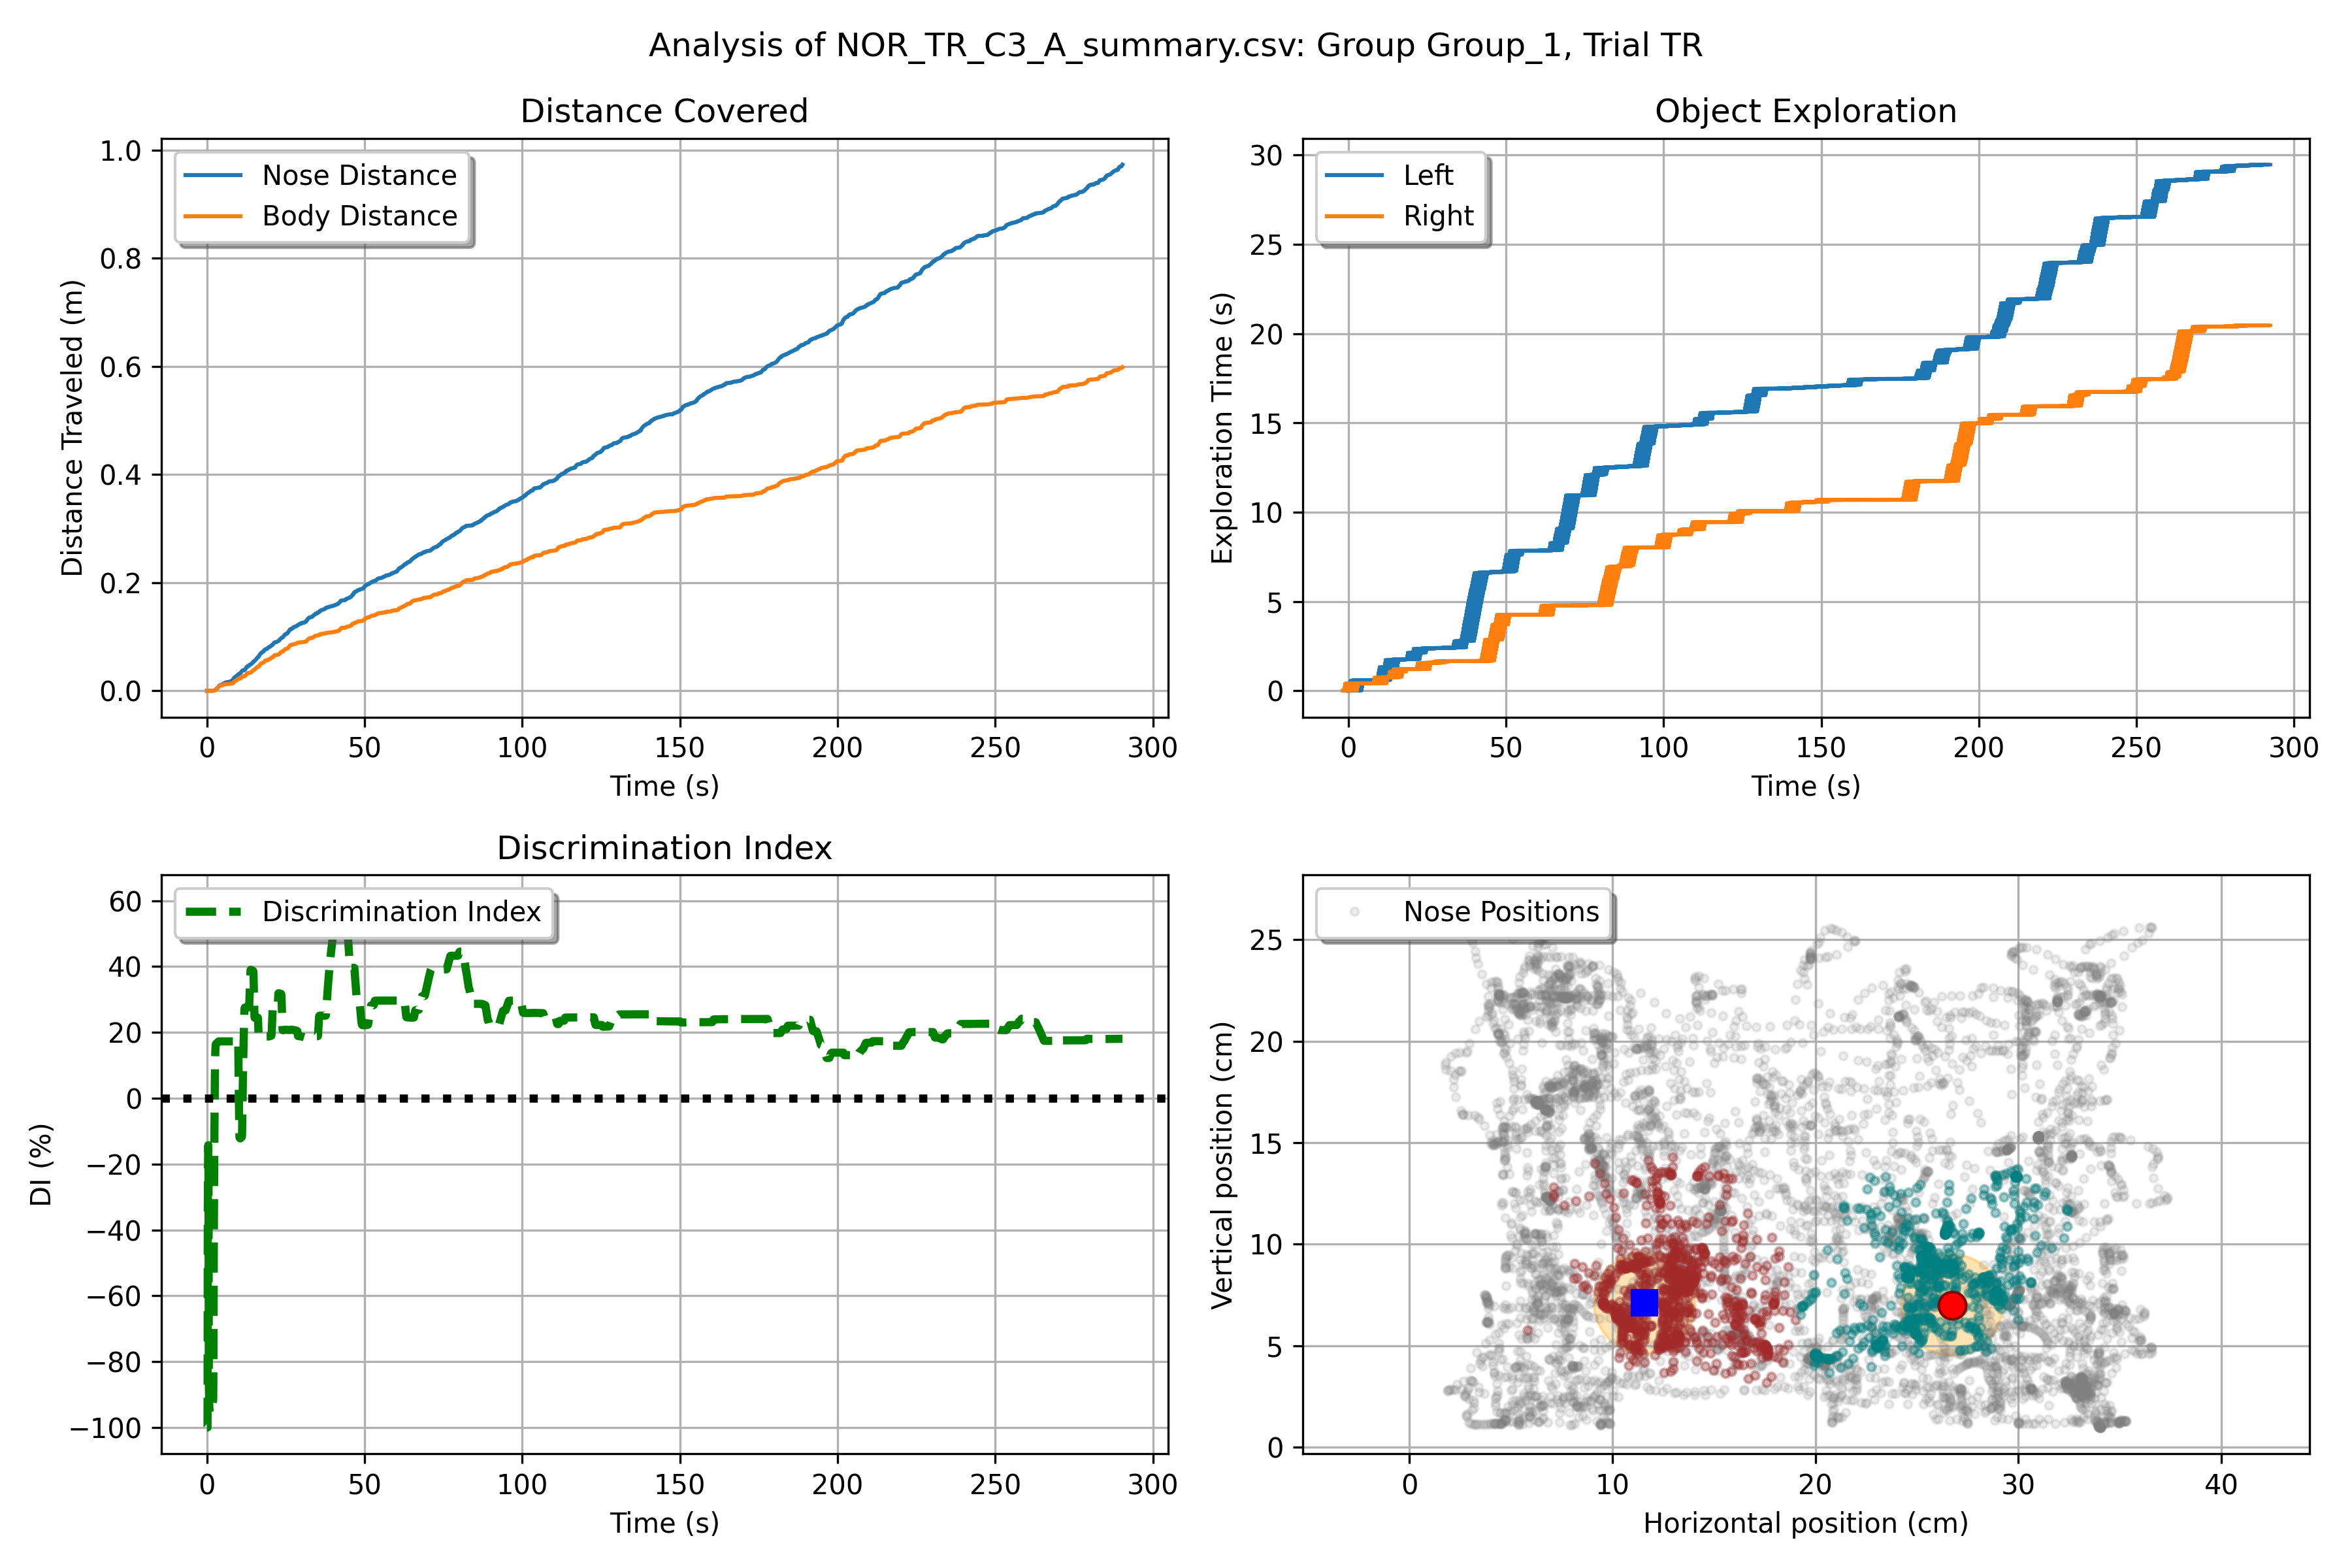 Analysis of NOR_TR_C3_A_summary.csv: Group Group_1, Trial TR
Distance Covered
1.0
0.8
0.6
0.4
0.2
0.0
Distance Traveled (m)
Nose Distance
Body Distance
0 50 100 150 200 250 300
Time (s)
Object Exploration
30
25
20
15
10
5
0
Exploration Time (s)
Left
Right
0 50 100 150 200 250 300
Time (s)
Discrimination Index
60
40
20
0
−20
−40
−60
−80
−100
DI (%)
Discrimination Index
0 50 100 150 200 250 300
Time (s)
25
20
15
10
5
0
Vertical position (cm)
Nose Positions
0 10 20 30 40
Horizontal position (cm)